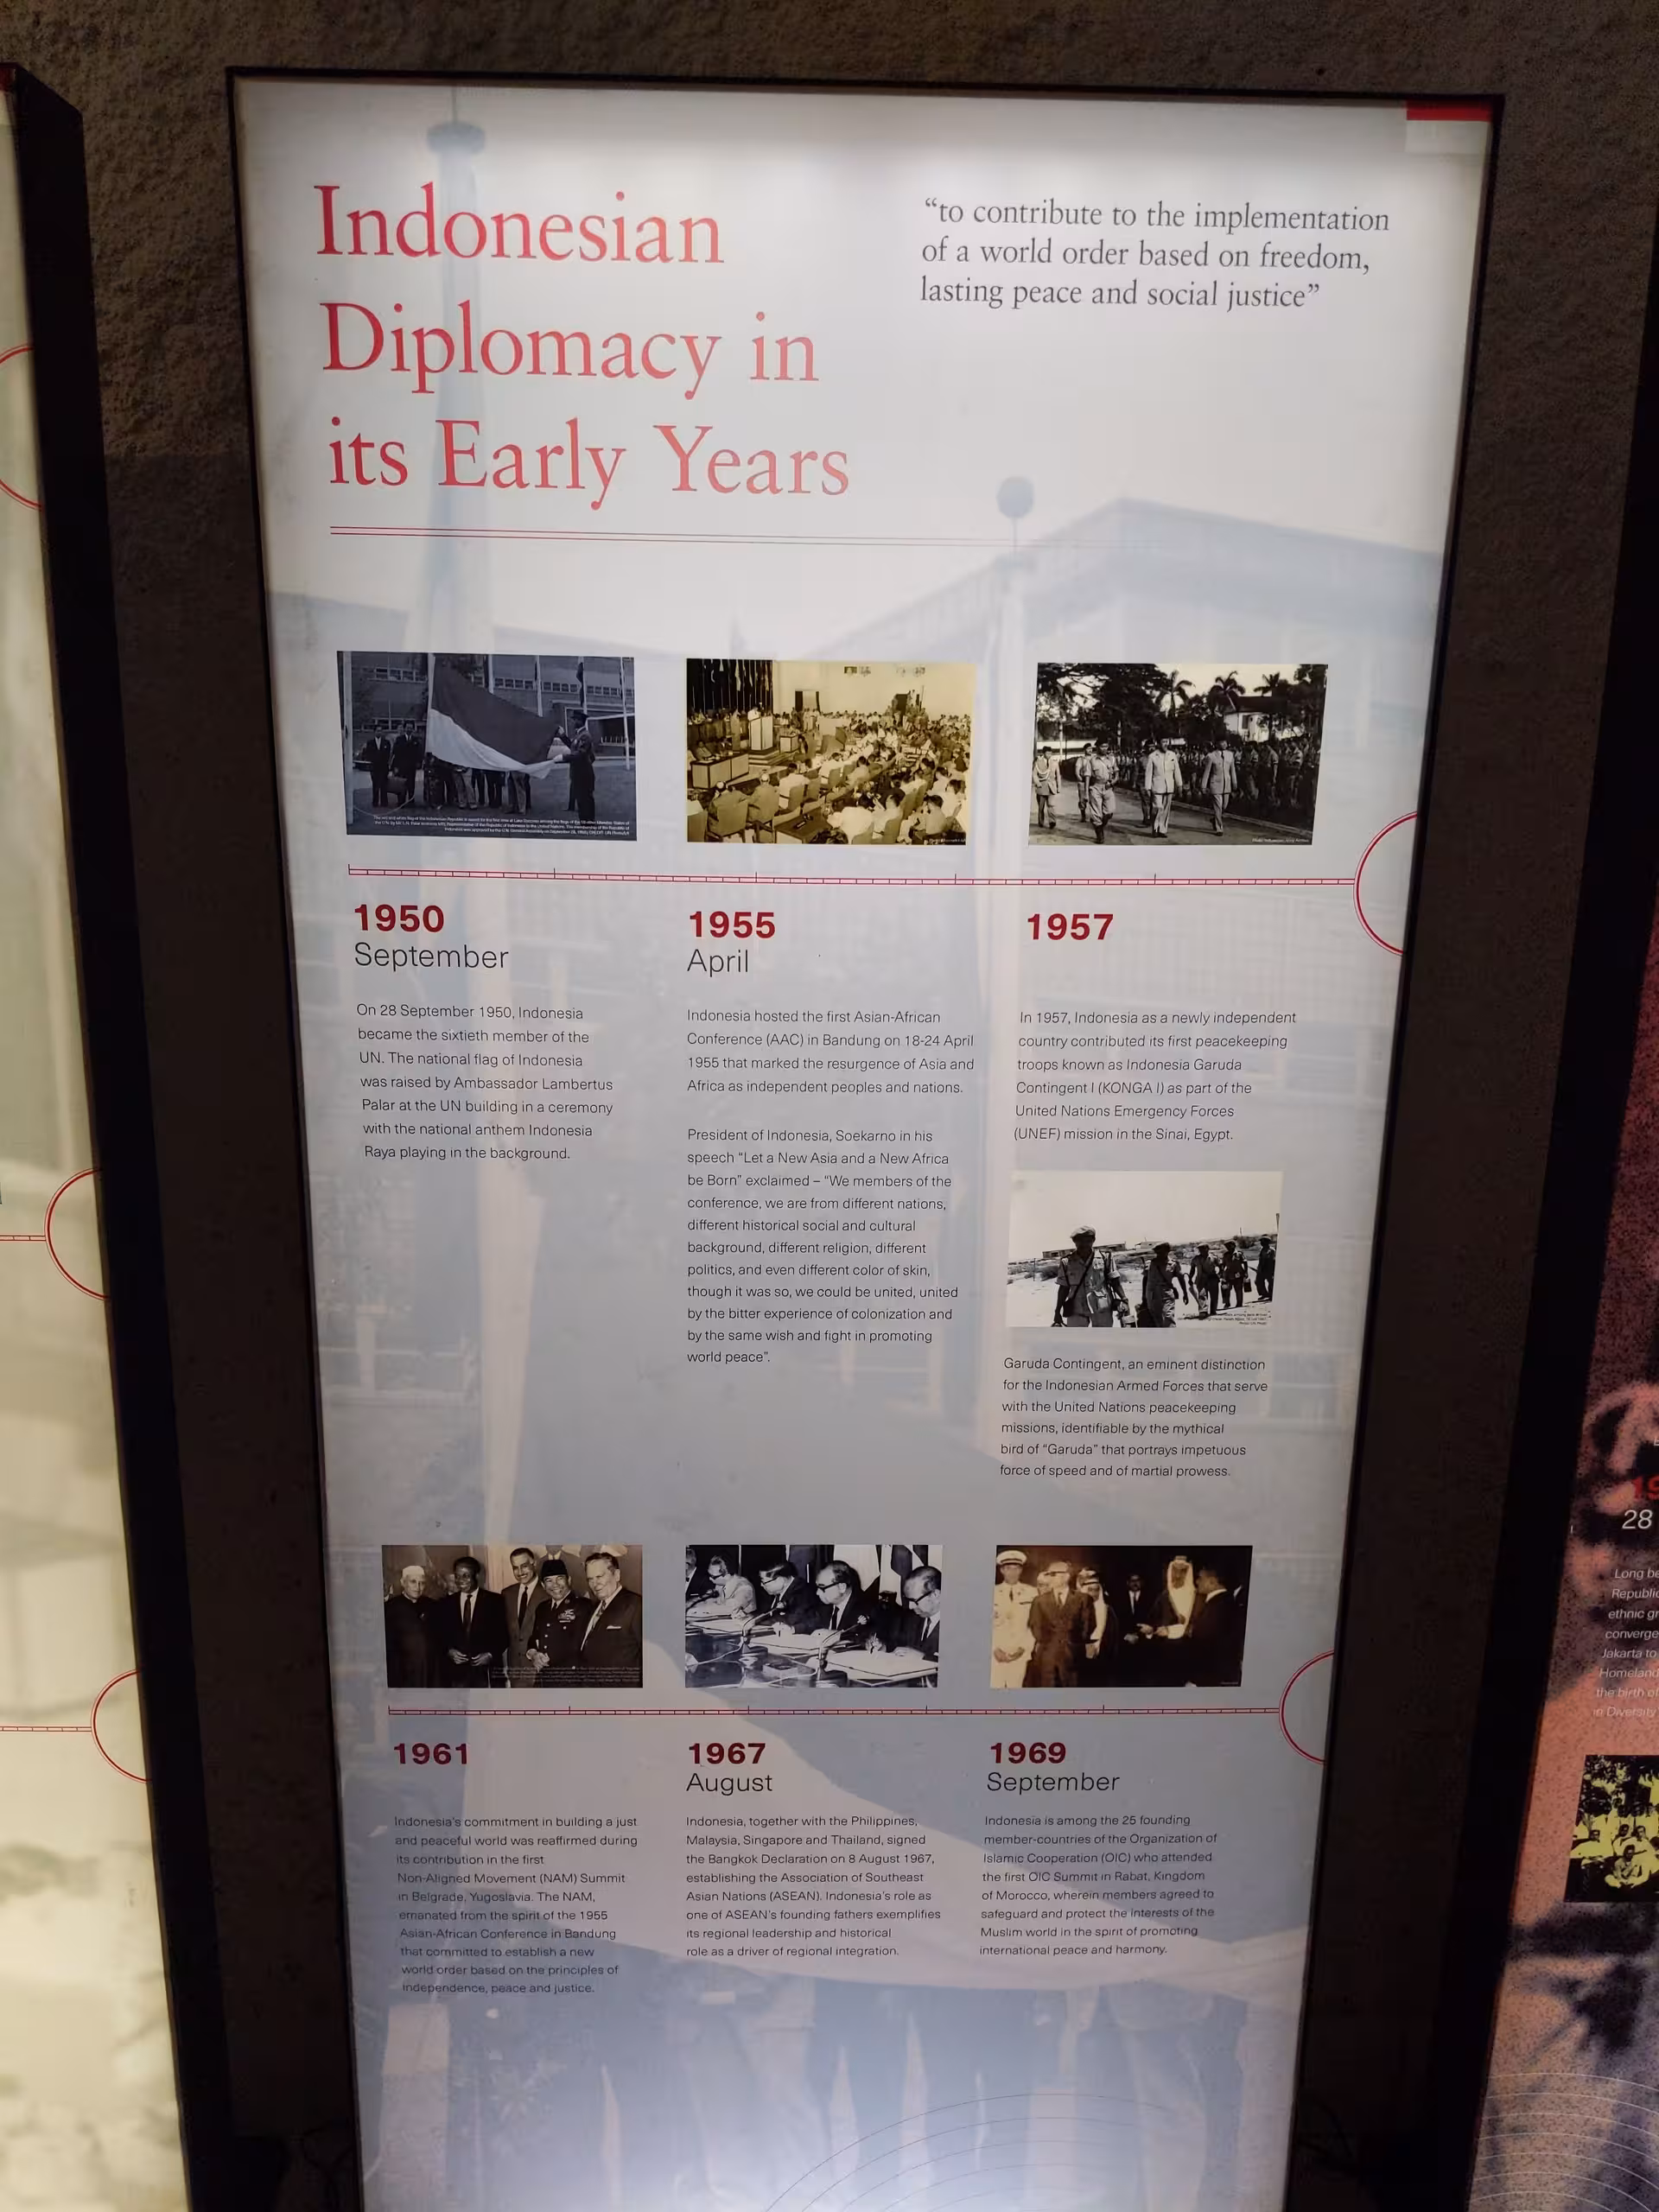 Indonesian
Diplomacy in
its Early Years
“to contribute to the implementation
of a world order based on freedom,
lasting peace and social justice”
1950
September
On 28 September 1950, Indonesia
became the sixtieth member of the
UN. The national flag of Indonesia
was raised by Ambassador Lambertus
Palar at the UN building in a ceremony
with the national anthem Indonesia
Raya playing in the background.
1955
April
Indonesia hosted the first Asian-African
Conference (AAC) in Bandung on 18-24 April
1955 that marked the resurgence of Asia and
Africa as independent peoples and nations.
President of Indonesia, Soekarno in his
speech “Let a New Asia and a New Africa
be Born” exclaimed – “We members of the
conference, we are from different nations,
different historical social and cultural
background, different religion, different
politics, and even different color of skin,
though it was so, we could be united, united
by the bitter experience of colonization and
by the same wish and fight in promoting
world peace”.
1957
In 1957, Indonesia as a newly independent
country contributed its first peacekeeping
troops known as Indonesia Garuda
Contingent I (KONGA I) as part of the
United Nations Emergency Forces
(UNEF) mission in the Sinai, Egypt.
Garuda Contingent, an eminent distinction
for the Indonesian Armed Forces that serve
with the United Nations peacekeeping
missions, identifiable by the mythical
bird of “Garuda” that portrays impetuous
force of speed and of martial prowess.
1961
Indonesia’s commitment in building a just
and peaceful world was reaffirmed during
its contribution in the first
Non-Aligned Movement (NAM) Summit
in Belgrade, Yugoslavia. The NAM,
emanated from the spirit of the 1955
Asian-African Conference in Bandung
that committed to establish a new
world order based on the principles of
independence, peace and justice.
1967
August
Indonesia, together with the Philippines,
Malaysia, Singapore and Thailand, signed
the Bangkok Declaration on 8 August 1967,
establishing the Association of Southeast
Asian Nations (ASEAN). Indonesia’s role as
one of ASEAN’s founding fathers exemplifies
its regional leadership and historical
role as a driver of regional integration.
1969
September
Indonesia is among the 25 founding
member-countries of the Organization of
Islamic Cooperation (OIC) who attended
the first OIC Summit in Rabat, Kingdom
of Morocco, wherein members agreed to
safeguard and protect the interests of the
Muslim world in the spirit of promoting
international peace and harmony.
28
Long
ethnic
converge
Jakarta to
Homeland
the birth of
in Diversity